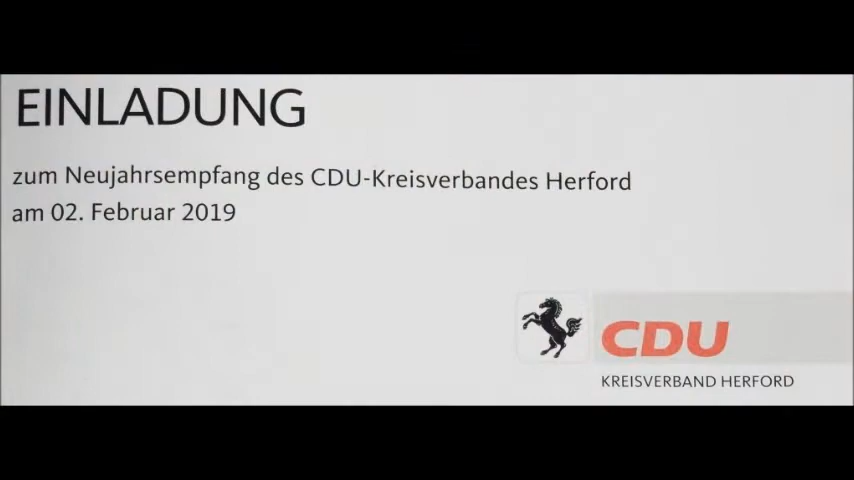 EINLADUNG
zum Neujahrsempfang des CDU-Kreisverbandes Herford
am 02. Februar 2019
CDU
KREISVERBAND HERFORD